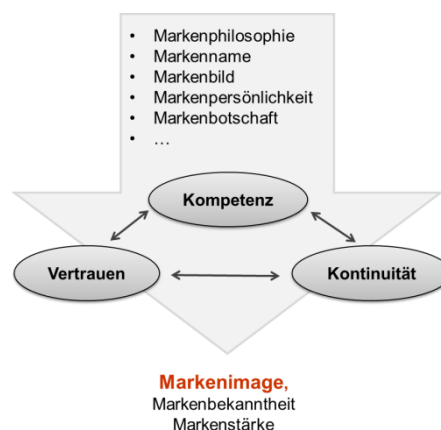 • Markenphilosophie
• Markenname
• Markenbild
• Markenpersönlichkeit
• Markenbotschaft
• …
Kompetenz
Vertrauen
Kontinuität
Markenimage,
Markenbekanntheit
Markenstärke